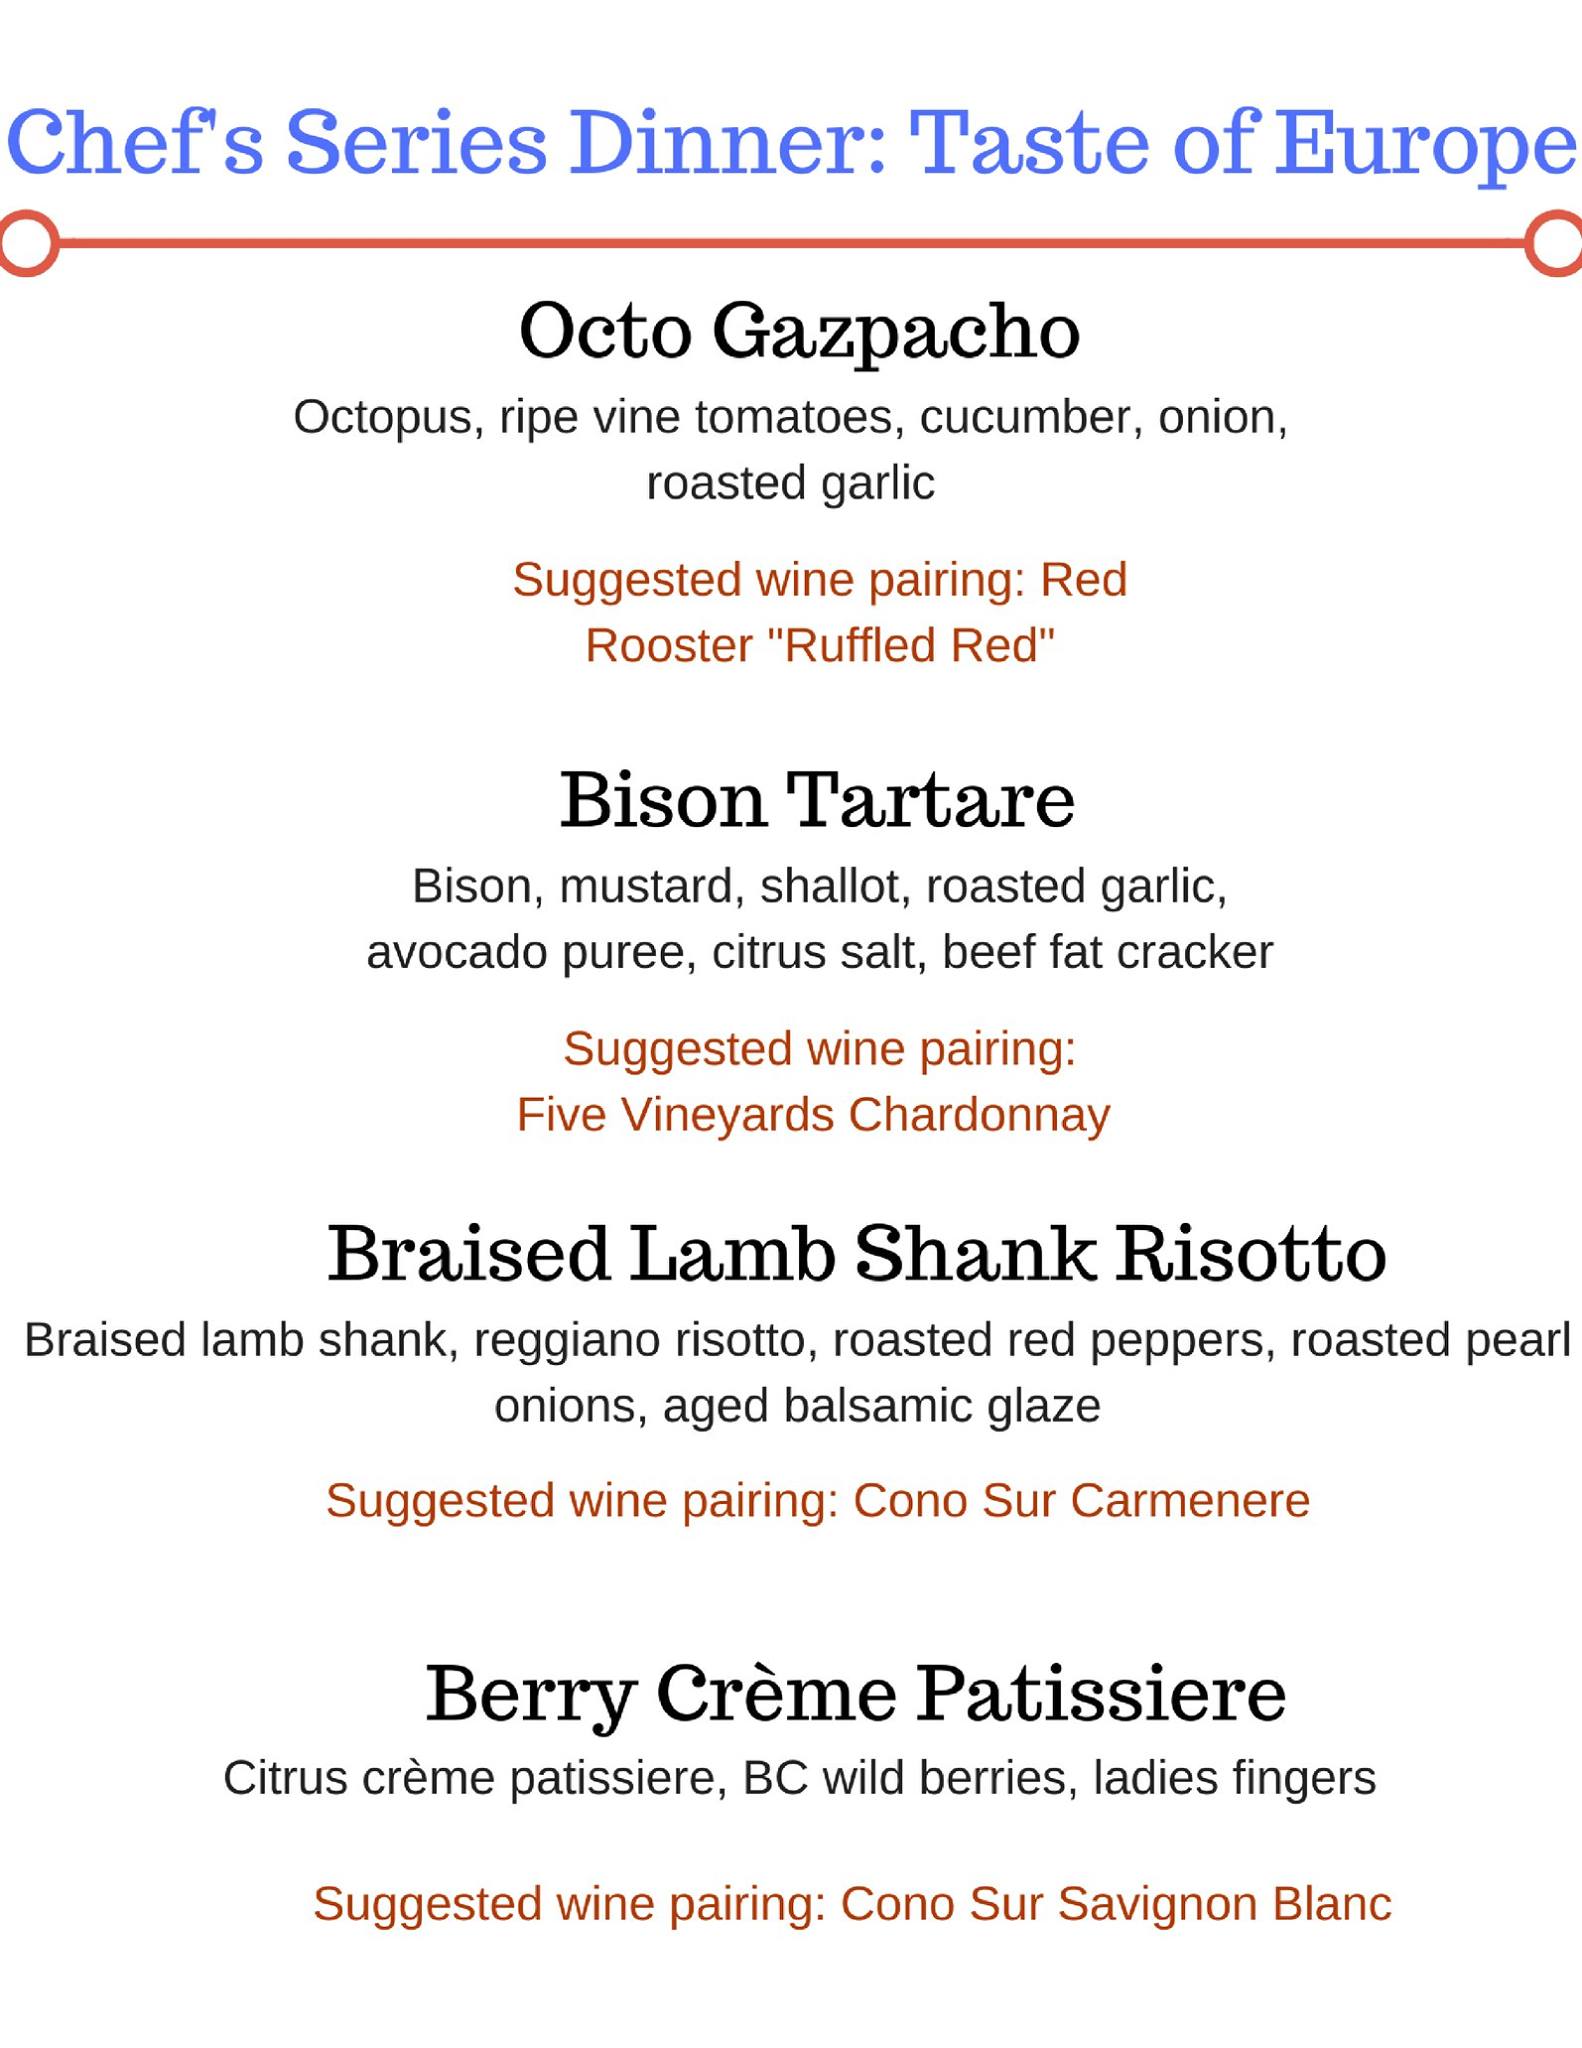 Chef's Series Dinner: Taste of Europe
Octo Gazpacho
Octopus, ripe vine tomatoes, cucumber, onion,
roasted garlic
Suggested wine pairing: Red
Rooster "Ruffled Red"
Bison Tartare
Bison, mustard, shallot, roasted garlic,
avocado puree, citrus salt, beef fat cracker
Suggested wine pairing:
Five Vineyards Chardonnay
Braised Lamb Shank Risotto
Braised lamb shank, reggiano risotto, roasted red peppers, roasted pearl
onions, aged balsamic glaze
Suggested wine pairing: Cono Sur Carmenere
Berry Crème Patissiere
Citrus crème patissiere, BC wild berries, ladies fingers
Suggested wine pairing: Cono Sur Savignon Blanc